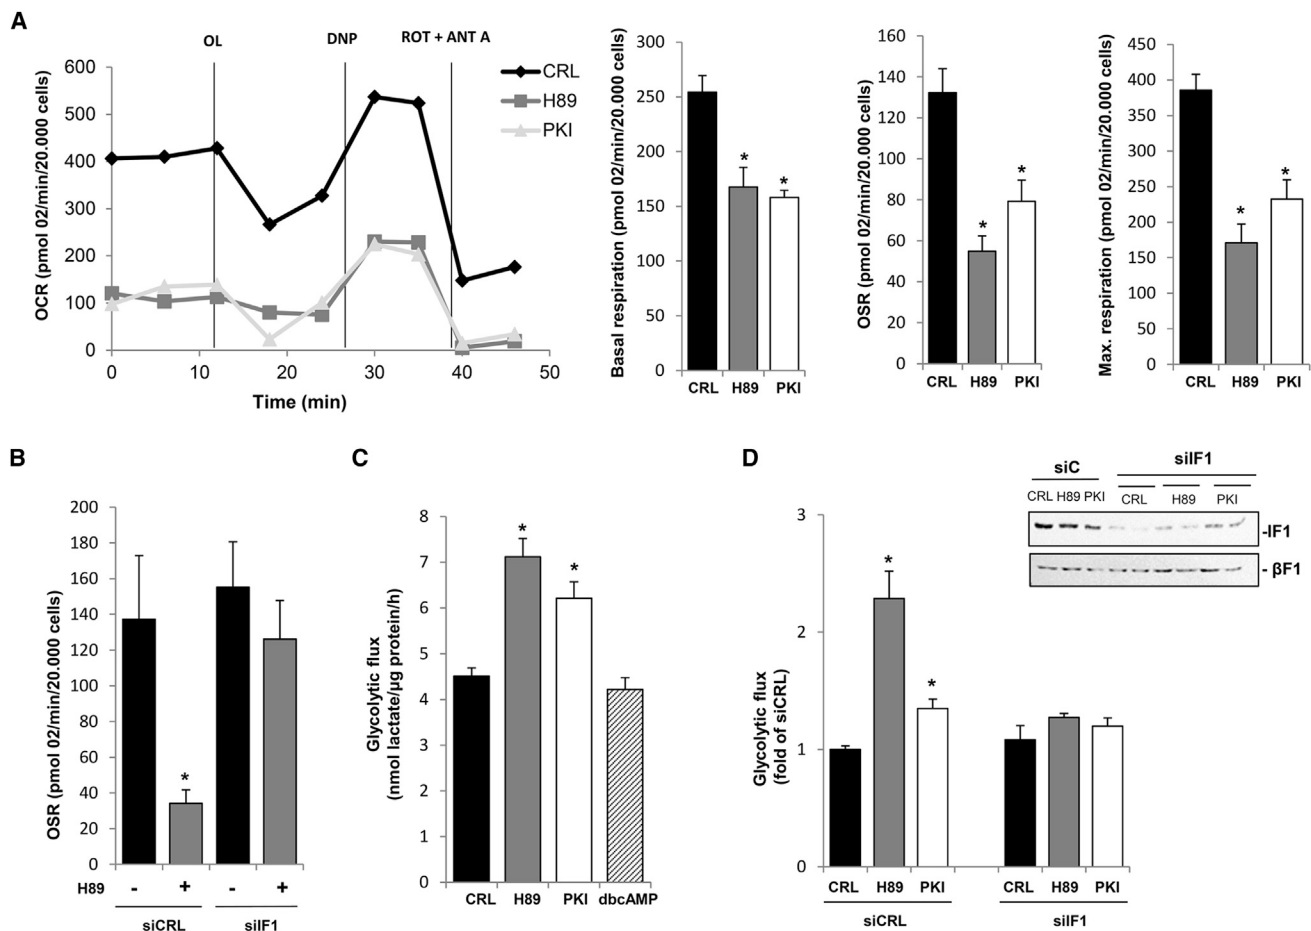 A
OL
DNP
ROT + ANT A
CRL
H89
PKI
OCR (pmol 02/min/20.000 cells)
600
500
400
300
200
100
0
0 10 20 30 40 50
Time (min)
Basal respiration (pmol 02/min/20.000 cells)
300
250
200
150
100
50
0
*
*
CRL H89 PKI
OSR (pmol 02/min/20.000 cells)
160
140
120
100
80
60
40
20
0
*
*
CRL H89 PKI
Max. respiration (pmol 02/min/20.000 cells)
450
400
350
300
250
200
150
100
50
0
*
*
CRL H89 PKI
B
OSR (pmol 02/min/20.000 cells)
200
180
160
140
120
100
80
60
40
20
0
*
H89 - + - +
siCRL siIF1
C
Glycolytic flux
(nmol lactate/µg protein/h)
8
7
6
5
4
3
2
1
0
*
*
CRL H89 PKI dbcAMP
D
Glycolytic flux
(fold of siCRL)
3
2
1
0
*
*
CRL H89 PKI CRL H89 PKI
siCRL siIF1
siC siIF1
CRL H89 PKI CRL H89 PKI
-IF1
- βF1